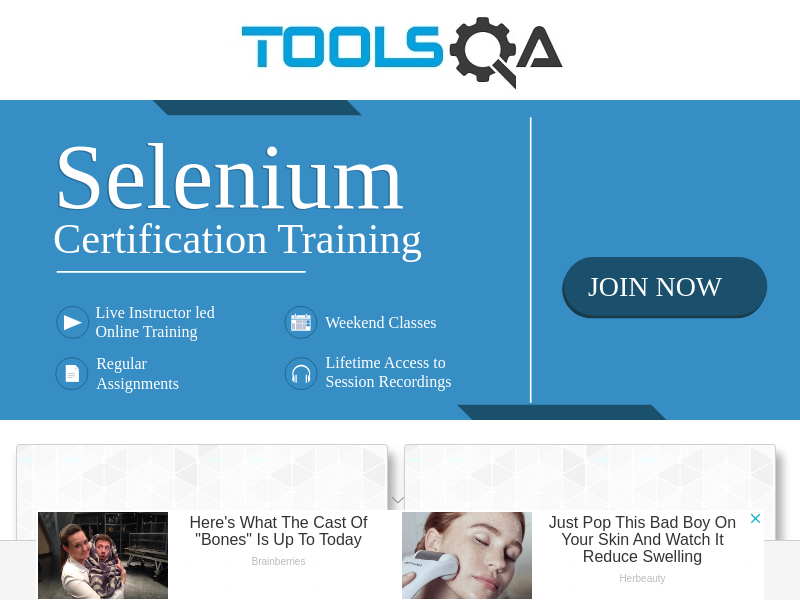 TOOLSQA
Selenium
Certification Training
Live Instructor led
Online Training
Weekend Classes
Regular
Assignments
Lifetime Access to
Session Recordings
JOIN NOW
Here's What The Cast Of
"Bones" Is Up To Today
Brainberries
Just Pop This Bad Boy On
Your Skin And Watch It
Reduce Swelling
Herbeauty